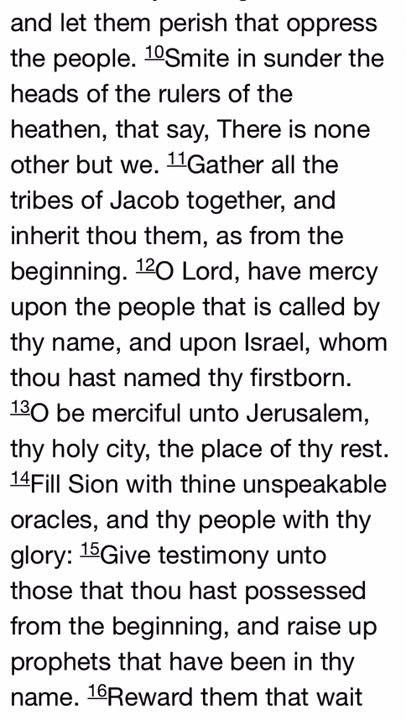 and let them perish that oppress
the people. 10Smite in sunder the
heads of the rulers of the
heathen, that say, There is none
other but we. 11Gather all the
tribes of Jacob together, and
inherit thou them, as from the
beginning. 12O Lord, have mercy
upon the people that is called by
thy name, and upon Israel, whom
thou hast named thy firstborn.
13O be merciful unto Jerusalem,
thy holy city, the place of thy rest.
14Fill Sion with thine unspeakable
oracles, and thy people with thy
glory: 15Give testimony unto
those that thou hast possessed
from the beginning, and raise up
prophets that have been in thy
name. 16Reward them that wait